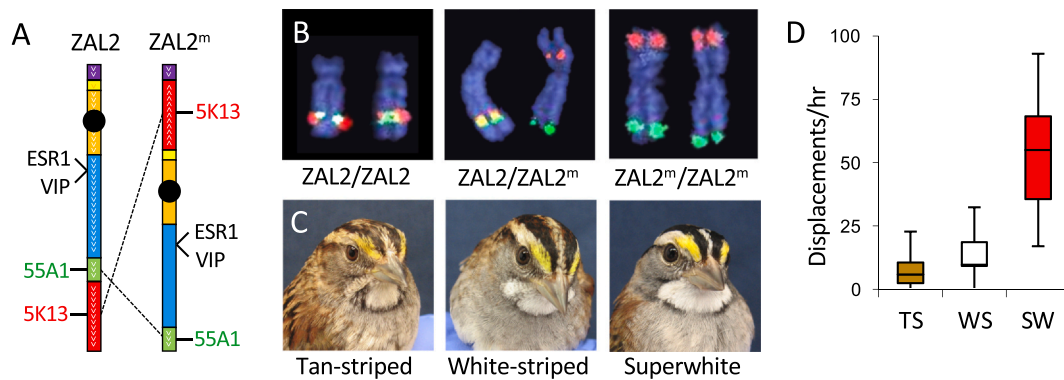 A
ZAL2
ZAL2ᵐ
5K13
ESR1
VIP
ESR1
VIP
55A1
5K13
55A1
B
ZAL2/ZAL2
ZAL2/ZAL2ᵐ
ZAL2ᵐ/ZAL2ᵐ
C
Tan-striped
White-striped
Superwhite
D
Displacements/hr
100
75
50
25
0
TS
WS
SW